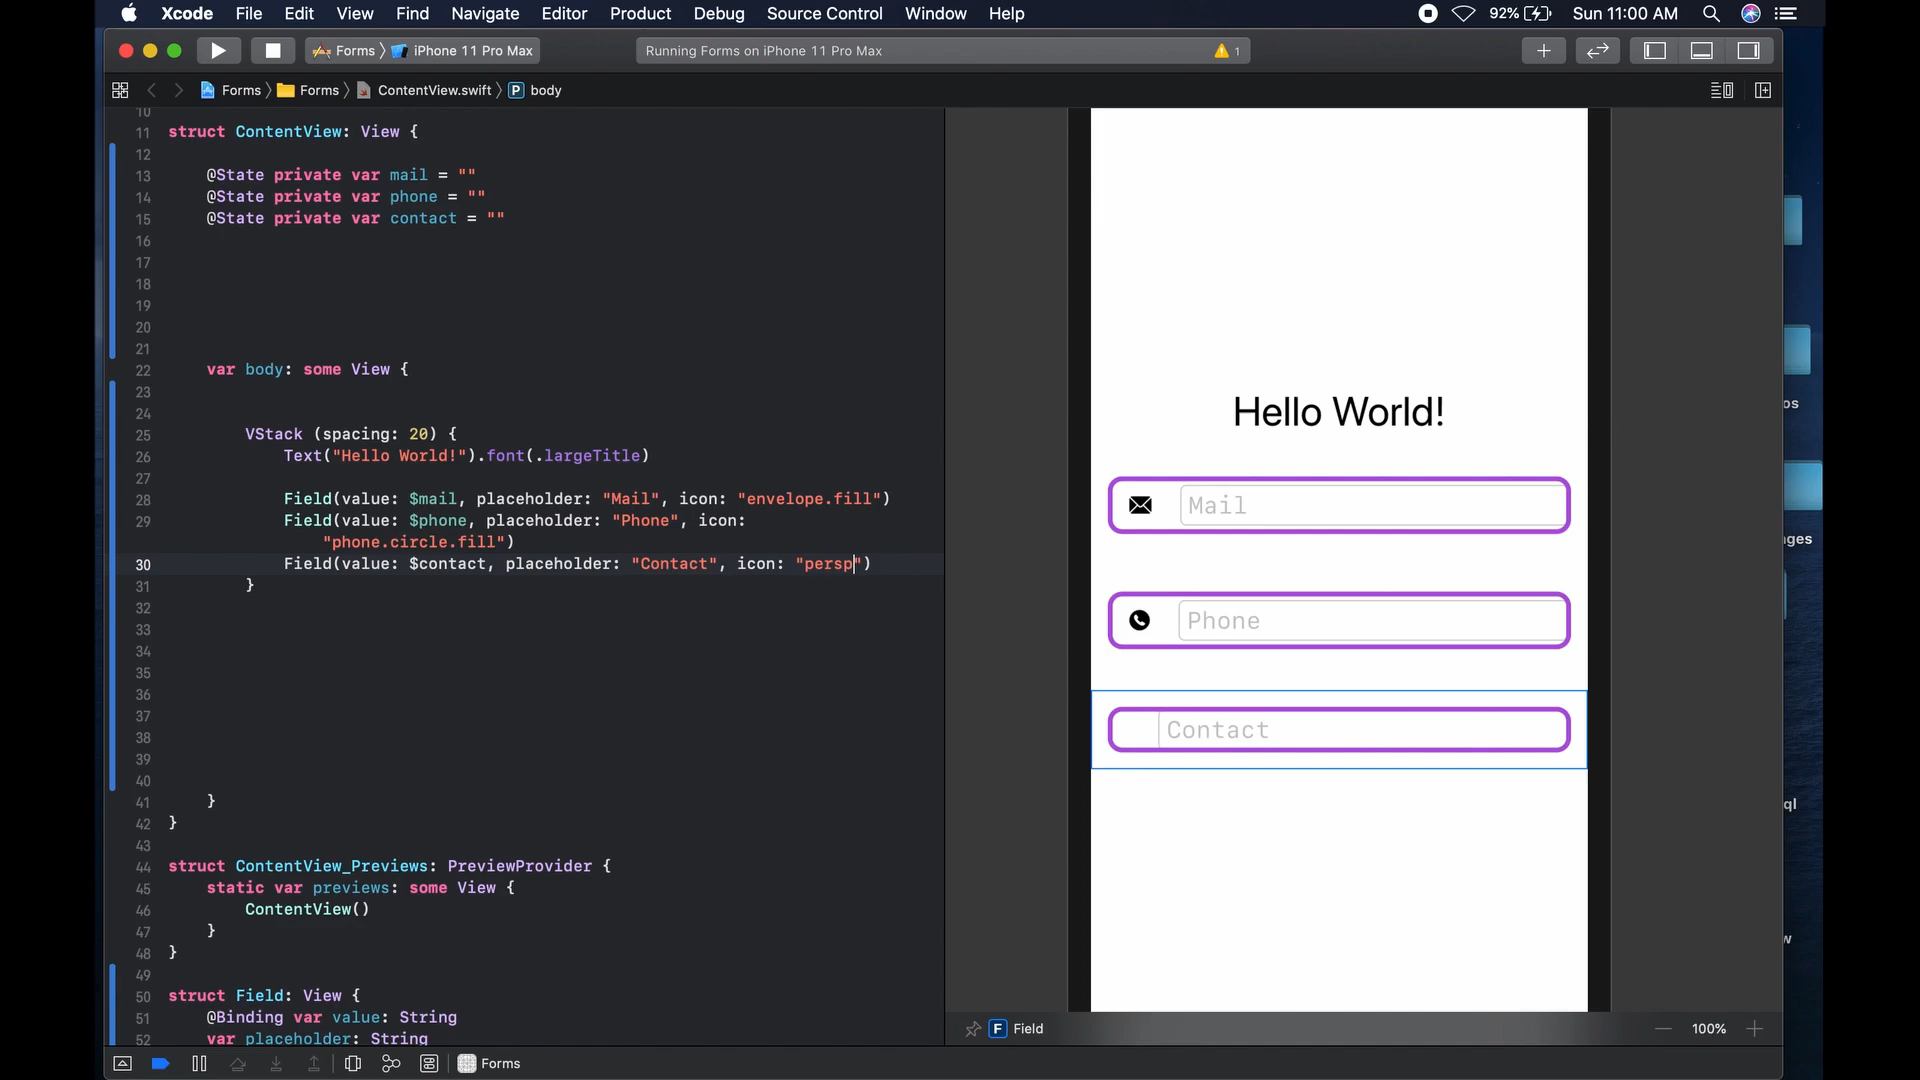 Xcode File Edit View Find Navigate Editor Product Debug Source Control Window Help 92% Sun 11:00 AM
Forms iPhone 11 Pro Max Running Forms on iPhone 11 Pro Max 1
Forms Forms ContentView.swift P body
10
11 struct ContentView: View {
12
13 @State private var mail = ""
14 @State private var phone = ""
15 @State private var contact = ""
16
17
18
19
20
21
22 var body: some View {
23
24
25 VStack (spacing: 20) {
26 Text("Hello World!").font(.largeTitle)
27
28 Field(value: $mail, placeholder: "Mail", icon: "envelope.fill")
29 Field(value: $phone, placeholder: "Phone", icon:
"phone.circle.fill")
30 Field(value: $contact, placeholder: "Contact", icon: "persp")
31 }
32
33
34
35
36
37
38
39
40
41 }
42 }
43
44 struct ContentView_Previews: PreviewProvider {
45 static var previews: some View {
46 ContentView()
47 }
48 }
49
50 struct Field: View {
51 @Binding var value: String
52 var placeholder: String
Hello World!
Mail
Phone
Contact
F Field 100%
Forms
os
ges
ql
w